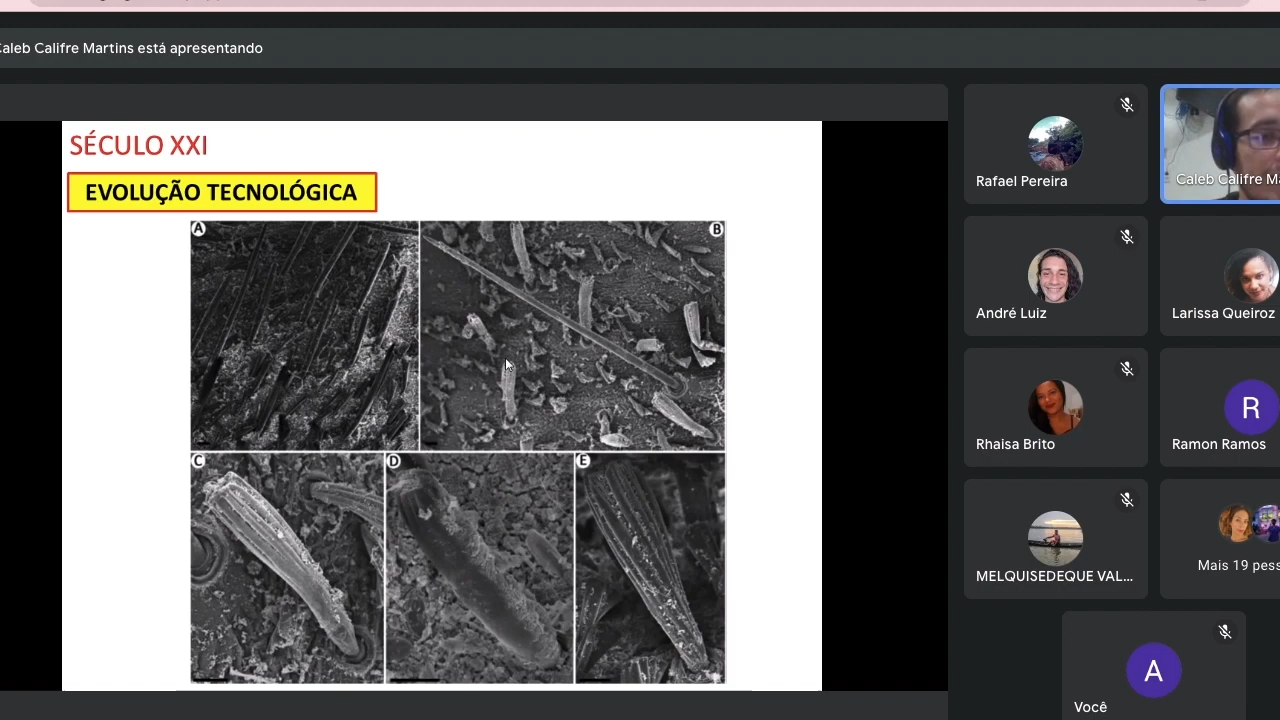 Caleb Califre Martins está apresentando
SÉCULO XXI
EVOLUÇÃO TECNOLÓGICA
A
B
C
D
E
Rafael Pereira
Caleb Califre Ma
André Luiz
Larissa Queiroz
Rhaisa Brito
R
Ramon Ramos
MELQUISEDEQUE VAL...
Mais 19 pess
A
Você